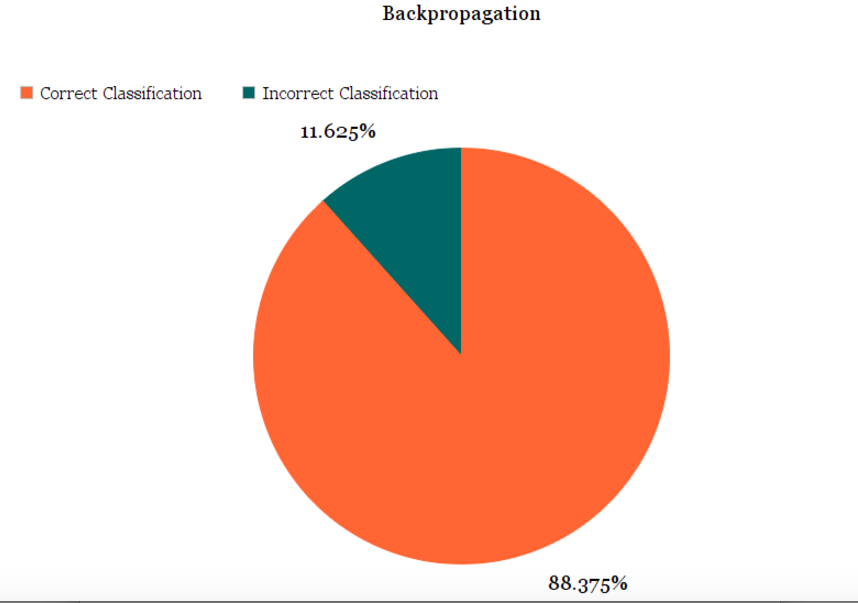 Backpropagation
Correct Classification Incorrect Classification
11.625%
88.375%